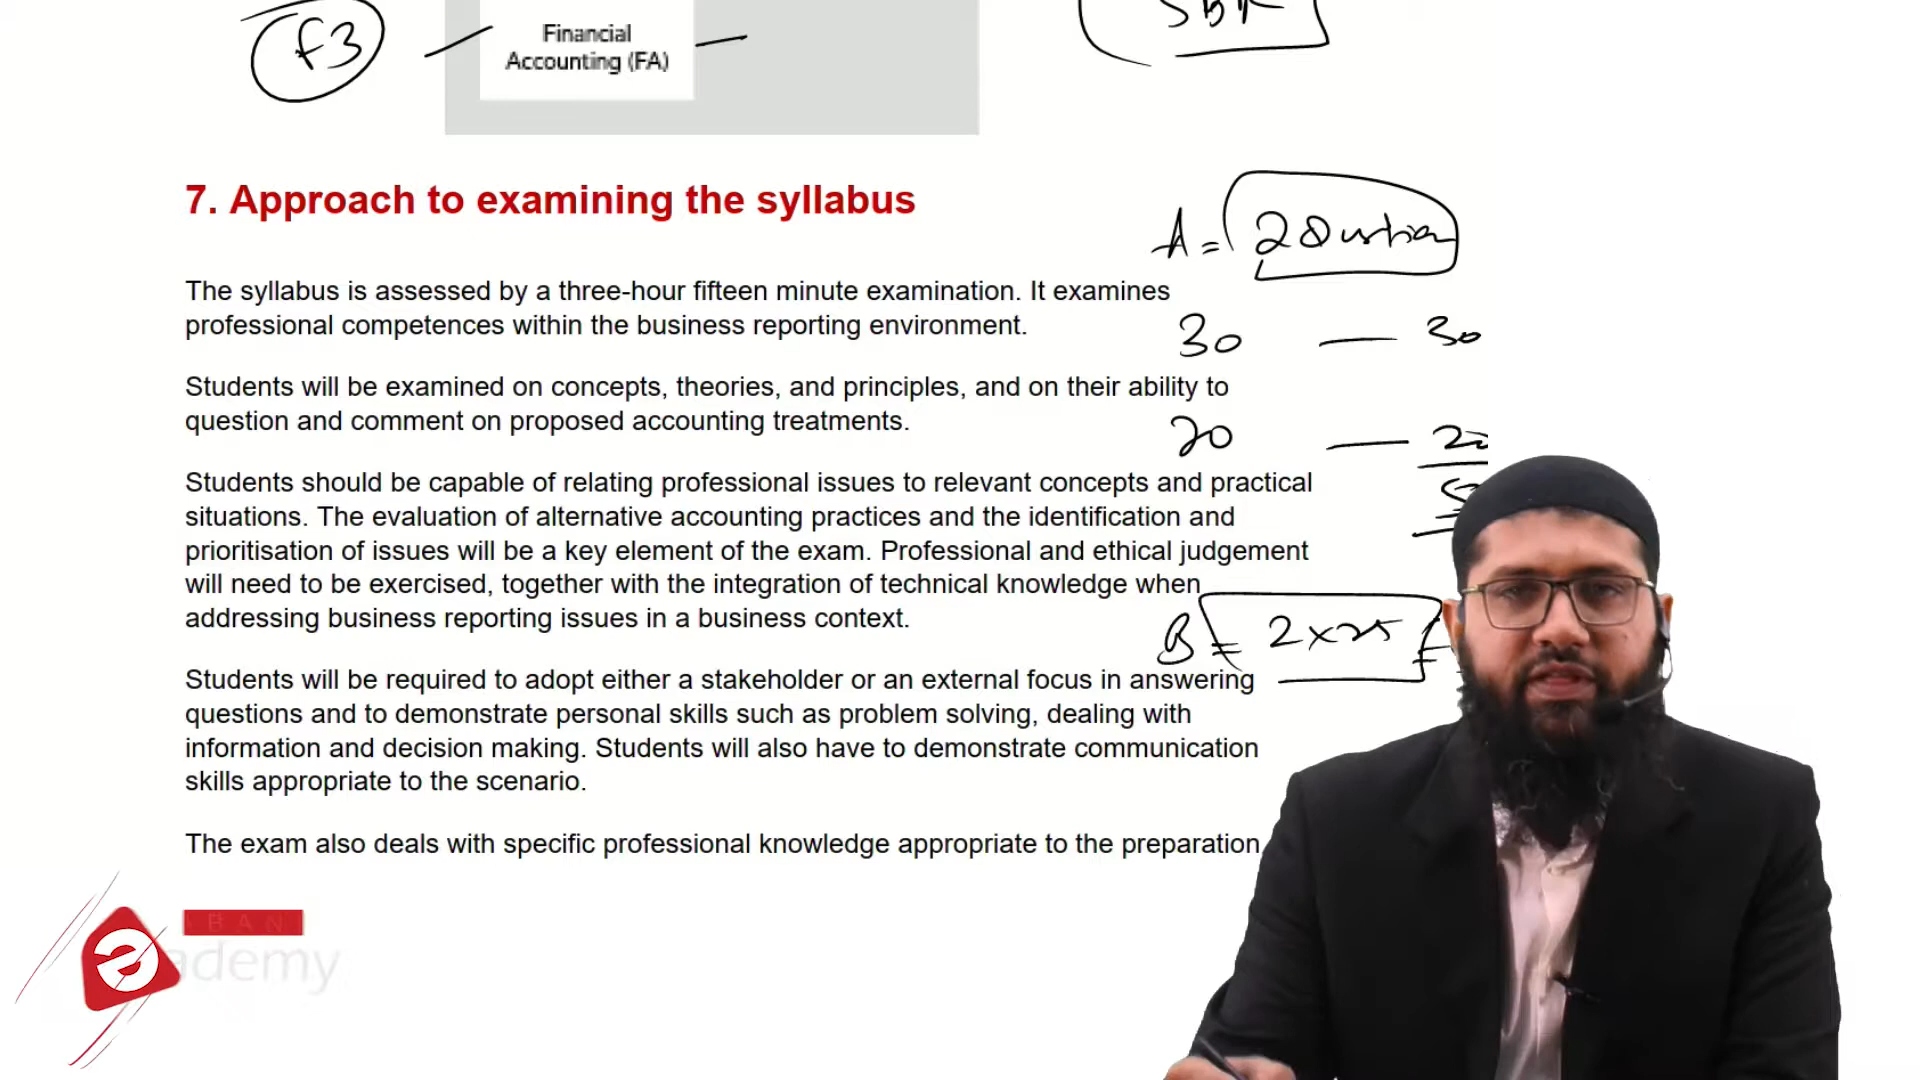 F3
Financial
Accounting (FA)
SBR
7. Approach to examining the syllabus
A = 2 Question
The syllabus is assessed by a three-hour fifteen minute examination. It examines
professional competences within the business reporting environment.
30 — 30
Students will be examined on concepts, theories, and principles, and on their ability to
question and comment on proposed accounting treatments.
20 — 20
Students should be capable of relating professional issues to relevant concepts and practical
situations. The evaluation of alternative accounting practices and the identification and
prioritisation of issues will be a key element of the exam. Professional and ethical judgement
will need to be exercised, together with the integration of technical knowledge when
addressing business reporting issues in a business context.
B = 2 x 25 =
Students will be required to adopt either a stakeholder or an external focus in answering
questions and to demonstrate personal skills such as problem solving, dealing with
information and decision making. Students will also have to demonstrate communication
skills appropriate to the scenario.
The exam also deals with specific professional knowledge appropriate to the preparation
BAN
ademy